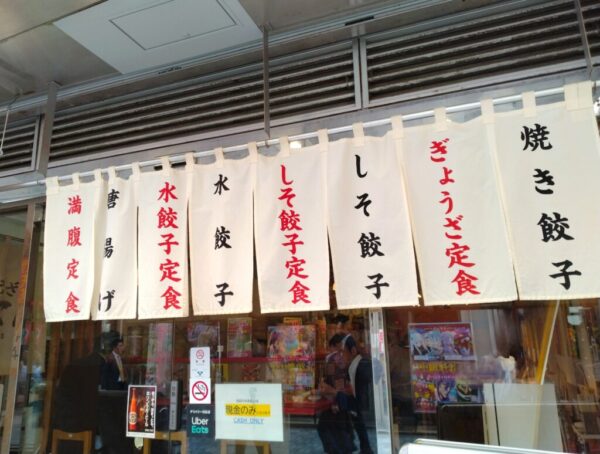 焼き餃子
ぎょうざ定食
しそ餃子
しそ餃子定食
水餃子
水餃子定食
唐揚げ
満腹定食
現金のみ
CASH ONLY
Uber
Eats